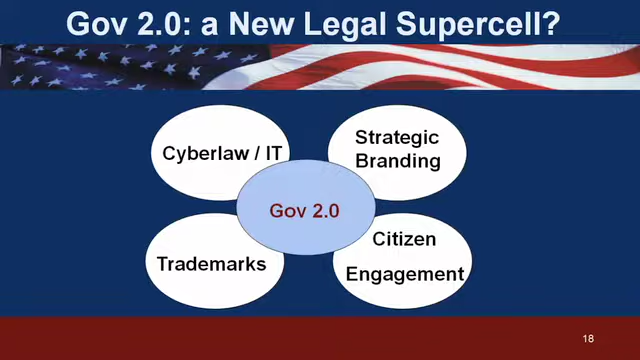 Gov 2.0: a New Legal Supercell?
Cyberlaw / IT
Strategic
Branding
Gov 2.0
Trademarks
Citizen
Engagement
18